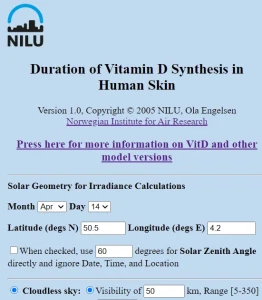 NILU
Duration of Vitamin D Synthesis in
Human Skin
Version 1.0, Copyright © 2005 NILU, Ola Engelsen
Norwegian Institute for Air Research
Press here for more information on VitD and other
model versions
Solar Geometry for Irradiance Calculations
Month Apr Day 14
Latitude (degs N) 50.5 Longitude (degs E) 4.2
When checked, use 60 degrees for Solar Zenith Angle
directly and ignore Date, Time, and Location
Cloudless sky: Visibility of 50 km, Range [5-350]